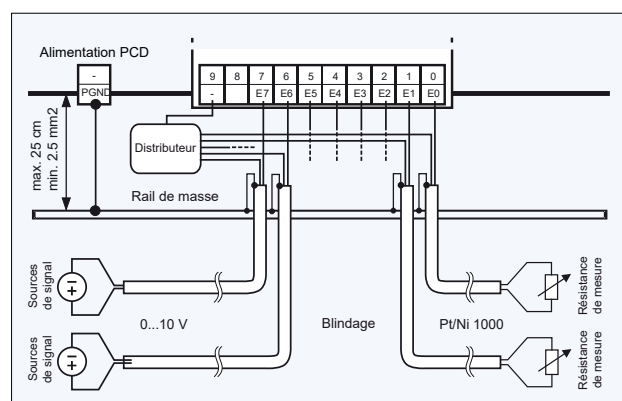 Alimentation PCD
-
PGND
9 8 7 6 5 4 3 2 1 0
- E7 E6 E5 E4 E3 E2 E1 E0
max. 25 cm
min. 2.5 mm2
Distributeur
Rail de masse
Sources
de signal
0...10 V
Blindage
Pt/Ni 1000
Résistance
de mesure
Sources
de signal
Résistance
de mesure